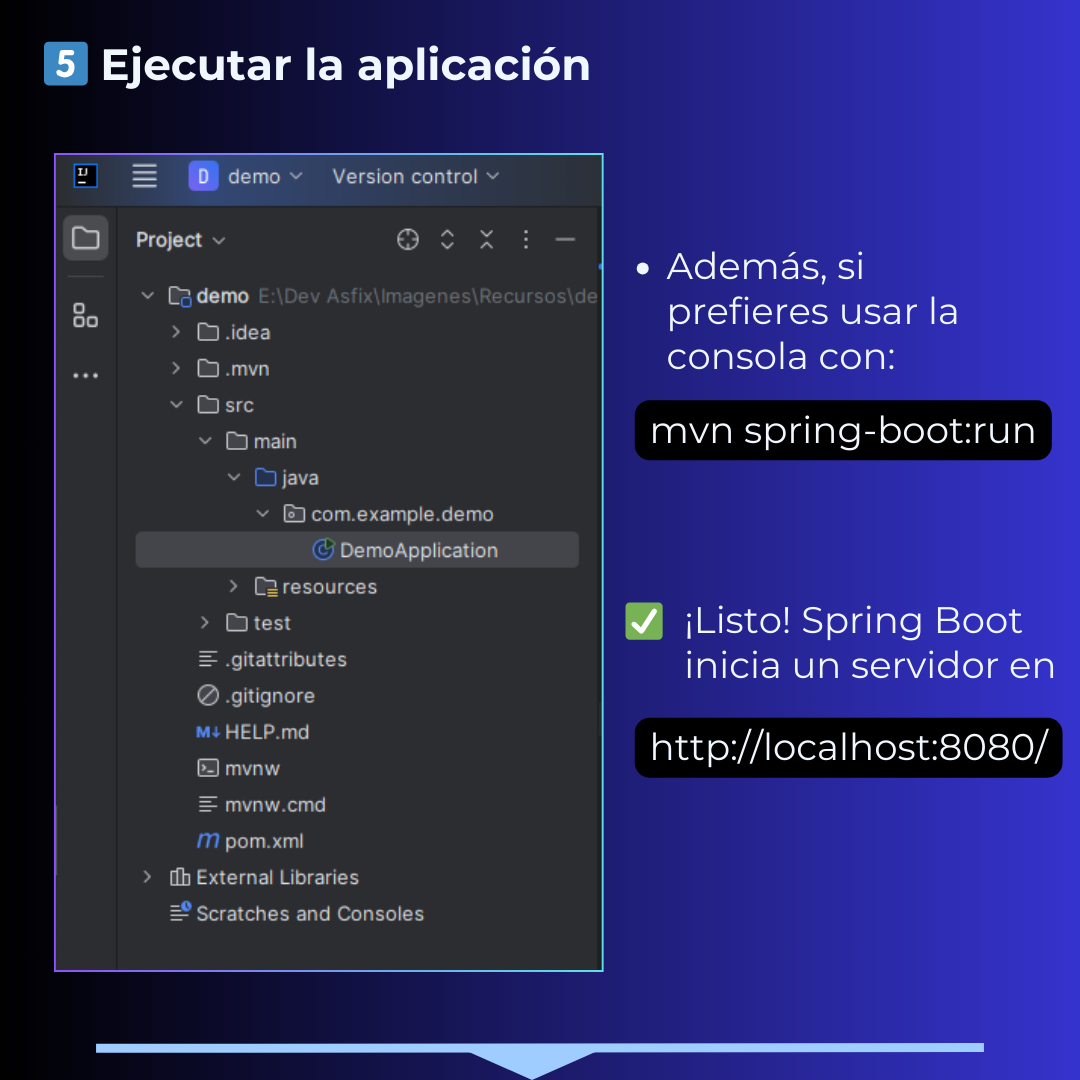 5 Ejecutar la aplicación
IJ
D demo Version control
Project
demo E:\Dev Asfix\Imagenes\Recursos\de
.idea
.mvn
src
main
java
com.example.demo
DemoApplication
resources
test
.gitattributes
.gitignore
M↓ HELP.md
mvnw
mvnw.cmd
m pom.xml
External Libraries
Scratches and Consoles
• Además, si
prefieres usar la
consola con:
mvn spring-boot:run
✅ ¡Listo! Spring Boot
inicia un servidor en
http://localhost:8080/